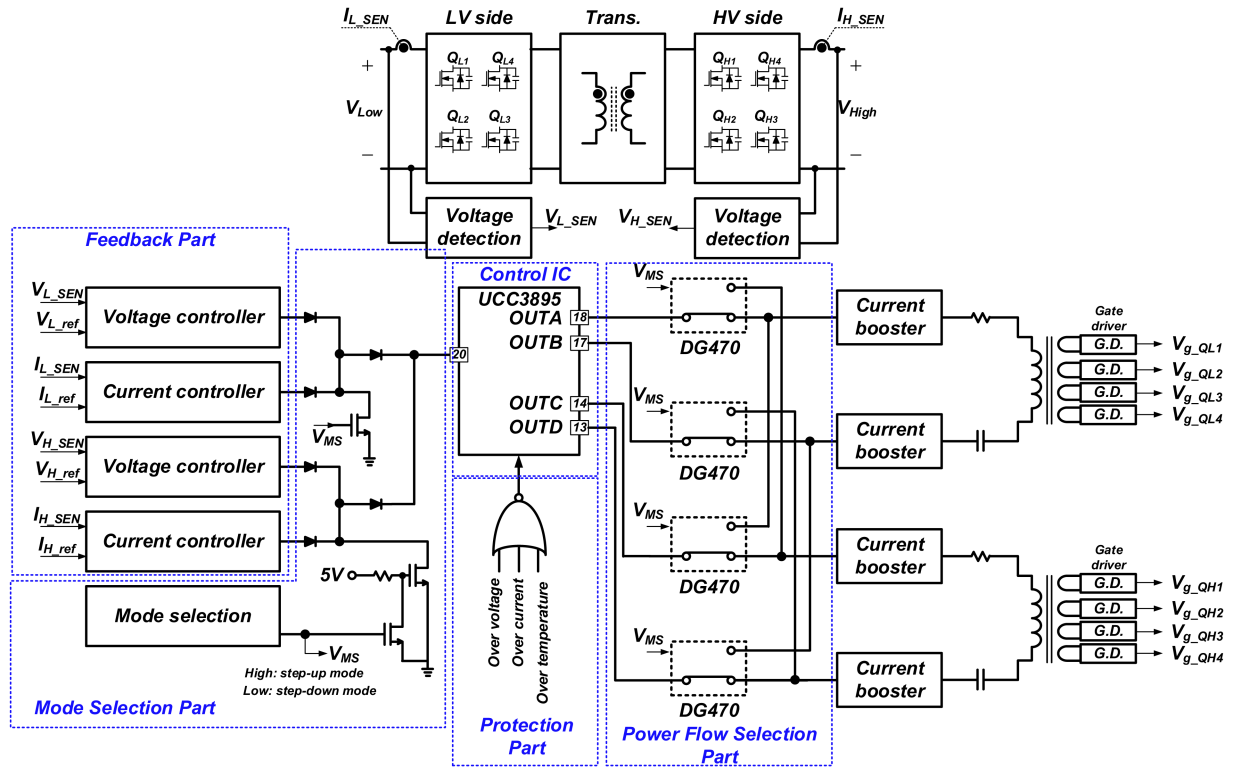 I_L_SEN
LV side
Trans.
HV side
I_H_SEN
Q_L1
Q_L4
Q_H1
Q_H4
+
+
V_Low
V_High
Q_L2
Q_L3
Q_H2
Q_H3
−
−
Voltage
detection
V_L_SEN
V_H_SEN
Voltage
detection
Feedback Part
V_L_SEN
V_L_ref
Voltage controller
I_L_SEN
I_L_ref
Current controller
V_MS
V_H_SEN
V_H_ref
Voltage controller
I_H_SEN
I_H_ref
Current controller
5V
Mode selection
V_MS
High: step-up mode
Low: step-down mode
Mode Selection Part
Control IC
UCC3895
20
OUTA 18
OUTB 17
OUTC 14
OUTD 13
Over voltage
Over current
Over temperature
Protection
Part
V_MS
DG470
V_MS
DG470
V_MS
DG470
V_MS
DG470
Power Flow Selection
Part
Current
booster
Current
booster
Current
booster
Current
booster
Gate
driver
G.D. V_g_QL1
G.D. V_g_QL2
G.D. V_g_QL3
G.D. V_g_QL4
Gate
driver
G.D. V_g_QH1
G.D. V_g_QH2
G.D. V_g_QH3
G.D. V_g_QH4